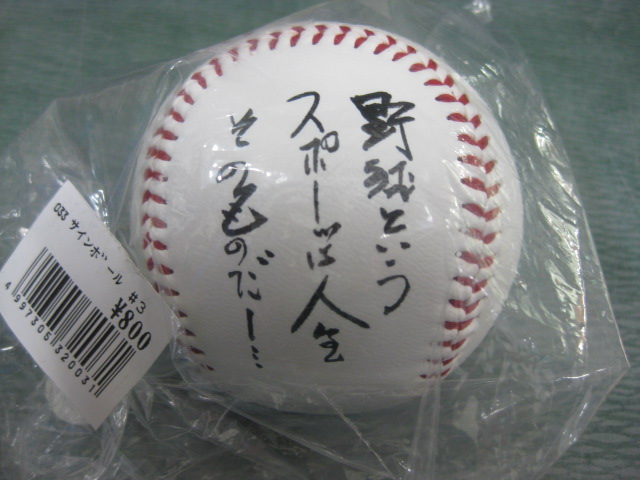 野球という
スポーツは人生
そのものだ!…
033 サインボール #3
¥800
4997305320031